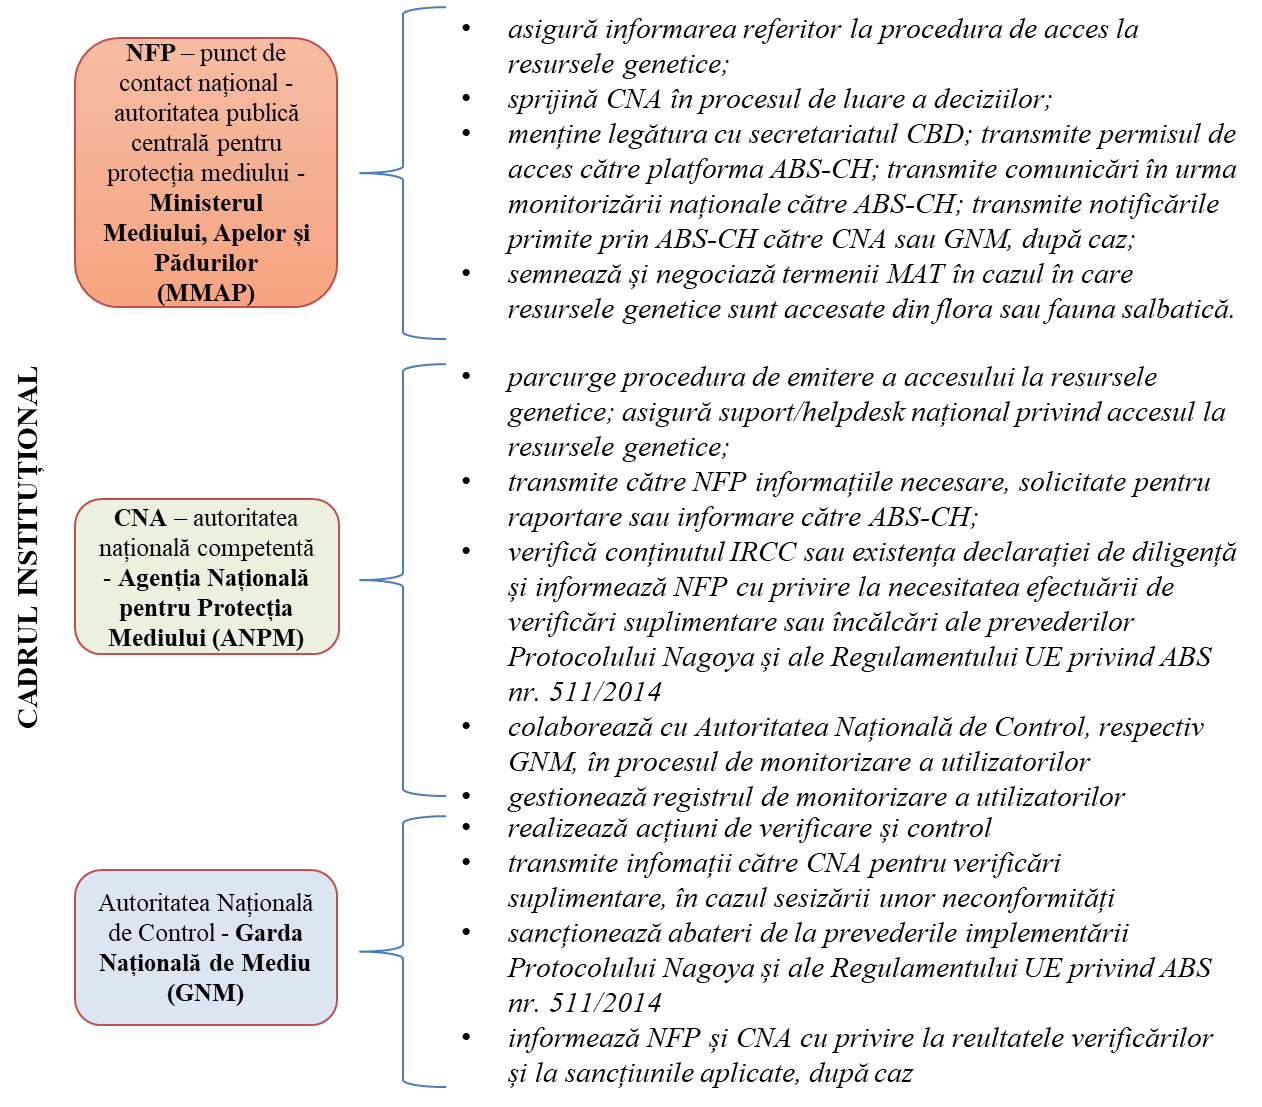 CADRUL INSTITUȚIONAL
NFP – punct de
contact național -
autoritatea publică
centrală pentru
protecția mediului -
Ministerul
Mediului, Apelor și
Pădurilor
(MMAP)
• asigură informarea referitor la procedura de acces la
resursele genetice;
• sprijină CNA în procesul de luare a deciziilor;
• menține legătura cu secretariatul CBD; transmite permisul de
acces către platforma ABS-CH; transmite comunicări în urma
monitorizării naționale către ABS-CH; transmite notificările
primite prin ABS-CH către CNA sau GNM, după caz;
• semnează și negociază termenii MAT în cazul în care
resursele genetice sunt accesate din flora sau fauna salbatică.
CNA – autoritatea
națională competentă
- Agenția Națională
pentru Protecția
Mediului (ANPM)
• parcurge procedura de emitere a accesului la resursele
genetice; asigură suport/helpdesk național privind accesul la
resursele genetice;
• transmite către NFP informațiile necesare, solicitate pentru
raportare sau informare către ABS-CH;
• verifică conținutul IRCC sau existența declarației de diligență
și informează NFP cu privire la necesitatea efectuării de
verificări suplimentare sau încălcări ale prevederilor
Protocolului Nagoya și ale Regulamentului UE privind ABS
nr. 511/2014
• colaborează cu Autoritatea Națională de Control, respectiv
GNM, în procesul de monitorizare a utilizatorilor
• gestionează registrul de monitorizare a utilizatorilor
Autoritatea Națională
de Control - Garda
Națională de Mediu
(GNM)
• realizează acțiuni de verificare și control
• transmite infomații către CNA pentru verificări
suplimentare, în cazul sesizării unor neconformități
• sancționează abateri de la prevederile implementării
Protocolului Nagoya și ale Regulamentului UE privind ABS
nr. 511/2014
• informează NFP și CNA cu privire la reultatele verificărilor
și la sancțiunile aplicate, după caz